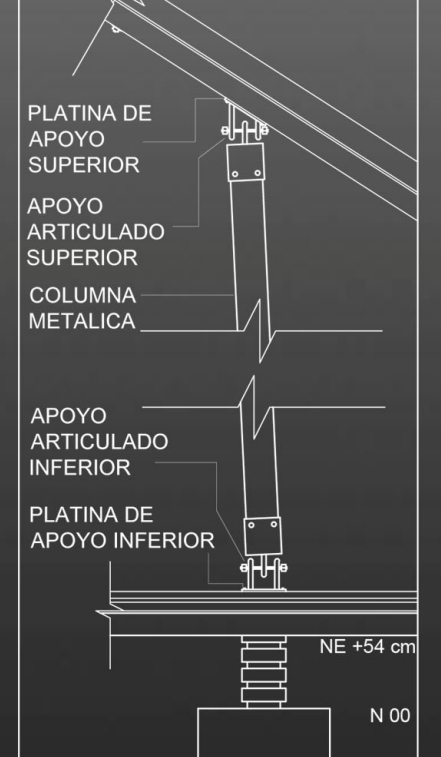 PLATINA DE
APOYO
SUPERIOR
APOYO
ARTICULADO
SUPERIOR
COLUMNA
METALICA
APOYO
ARTICULADO
INFERIOR
PLATINA DE
APOYO INFERIOR
NE +54 cm
N 00